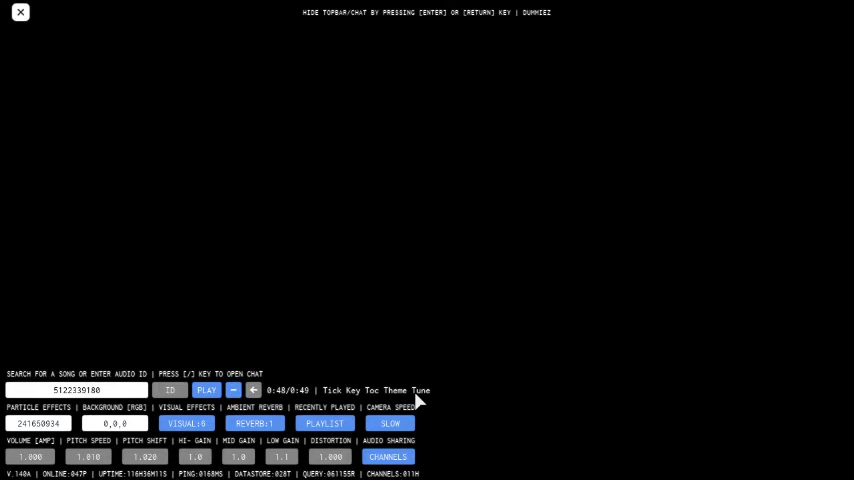 HIDE TOPBAR/CHAT BY PRESSING [ENTER] OR [RETURN] KEY | DUMMIEZ
SEARCH FOR A SONG OR ENTER AUDIO ID | PRESS [/] KEY TO OPEN CHAT
5122339180 ID PLAY — ← 0:48/0:49 | Tick Key Toc Theme Tune
PARTICLE EFFECTS | BACKGROUND [RGB] | VISUAL EFFECTS | AMBIENT REVERB | RECENTLY PLAYED | CAMERA SPEED
241650934 0,0,0 VISUAL:6 REVERB:1 PLAYLIST SLOW
VOLUME [AMP] | PITCH SPEED | PITCH SHIFT | HI- GAIN | MID GAIN | LOW GAIN | DISTORTION | AUDIO SHARING
1.000 1.010 1.020 1.0 1.0 1.1 1.000 CHANNELS
V.140A | ONLINE:047P | UPTIME:116H36M11S | PING:0168MS | DATASTORE:028T | QUERY:061155R | CHANNELS:011H